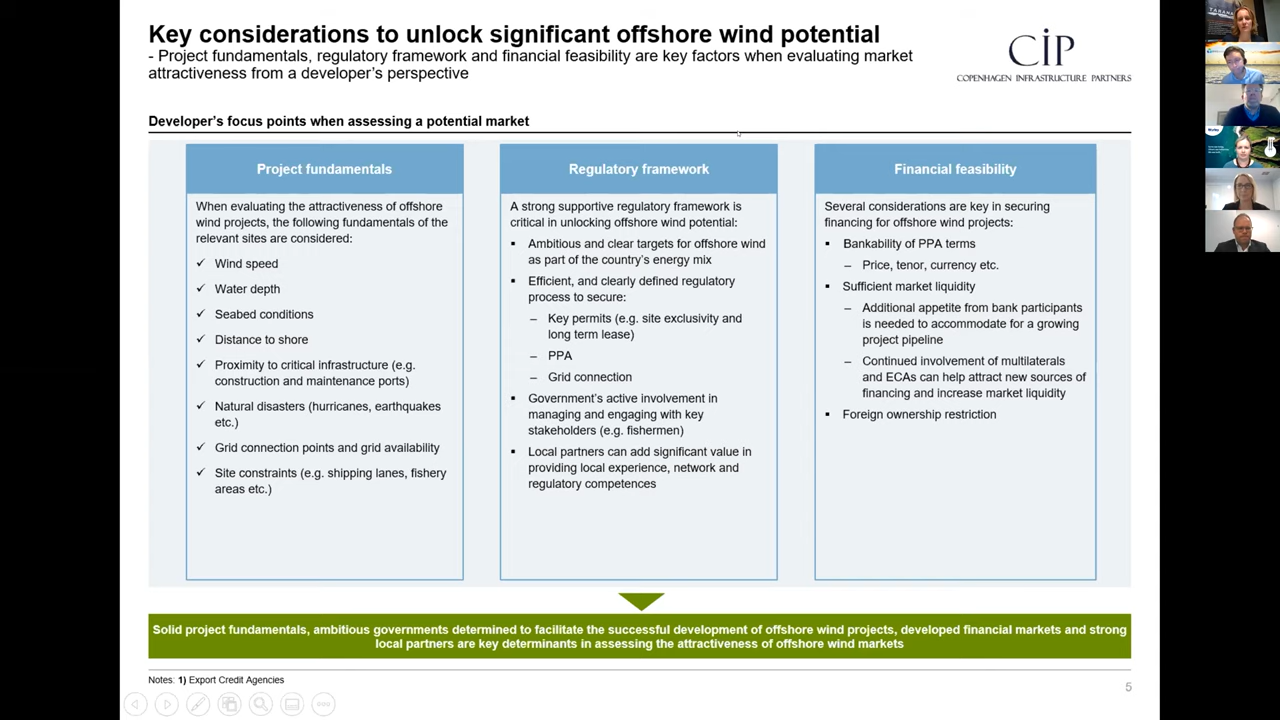 Key considerations to unlock significant offshore wind potential
- Project fundamentals, regulatory framework and financial feasibility are key factors when evaluating market
attractiveness from a developer's perspective
CIP
COPENHAGEN INFRASTRUCTURE PARTNERS
Developer's focus points when assessing a potential market
Project fundamentals
When evaluating the attractiveness of offshore
wind projects, the following fundamentals of the
relevant sites are considered:
✓ Wind speed
✓ Water depth
✓ Seabed conditions
✓ Distance to shore
✓ Proximity to critical infrastructure (e.g.
construction and maintenance ports)
✓ Natural disasters (hurricanes, earthquakes
etc.)
✓ Grid connection points and grid availability
✓ Site constraints (e.g. shipping lanes, fishery
areas etc.)
Regulatory framework
A strong supportive regulatory framework is
critical in unlocking offshore wind potential:
▪ Ambitious and clear targets for offshore wind
as part of the country's energy mix
▪ Efficient, and clearly defined regulatory
process to secure:
– Key permits (e.g. site exclusivity and
long term lease)
– PPA
– Grid connection
▪ Government's active involvement in
managing and engaging with key
stakeholders (e.g. fishermen)
▪ Local partners can add significant value in
providing local experience, network and
regulatory competences
Financial feasibility
Several considerations are key in securing
financing for offshore wind projects:
▪ Bankability of PPA terms
– Price, tenor, currency etc.
▪ Sufficient market liquidity
– Additional appetite from bank participants
is needed to accommodate for a growing
project pipeline
– Continued involvement of multilaterals
and ECAs can help attract new sources of
financing and increase market liquidity
▪ Foreign ownership restriction
Solid project fundamentals, ambitious governments determined to facilitate the successful development of offshore wind projects, developed financial markets and strong
local partners are key determinants in assessing the attractiveness of offshore wind markets
Notes: 1) Export Credit Agencies
5